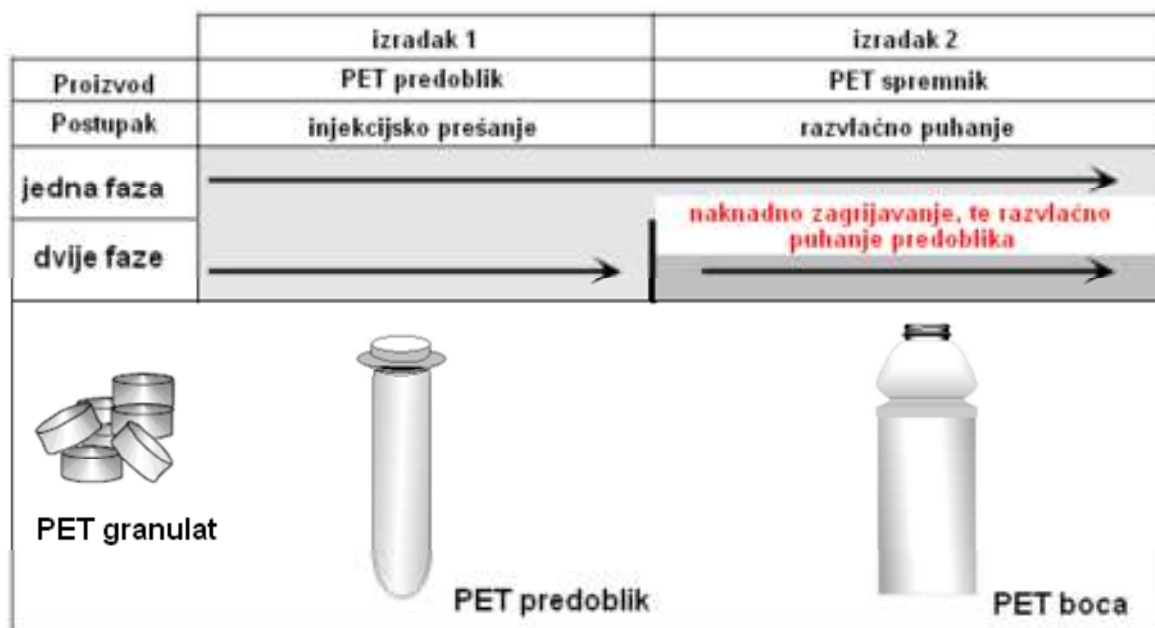 izradak 1 izradak 2
Proizvod PET predoblik PET spremnik
Postupak injekcijsko prešanje razvlačno puhanje
jedna faza
naknadno zagrijavanje, te razvlačno
puhanje predoblika
dvije faze
PET granulat
PET predoblik
PET boca